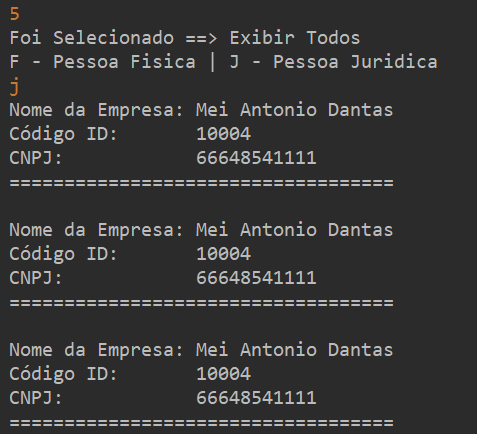 5
Foi Selecionado ==> Exibir Todos
F - Pessoa Fisica | J - Pessoa Juridica
j
Nome da Empresa: Mei Antonio Dantas
Código ID:       10004
CNPJ:            66648541111
===================================
Nome da Empresa: Mei Antonio Dantas
Código ID:       10004
CNPJ:            66648541111
===================================
Nome da Empresa: Mei Antonio Dantas
Código ID:       10004
CNPJ:            66648541111
===================================